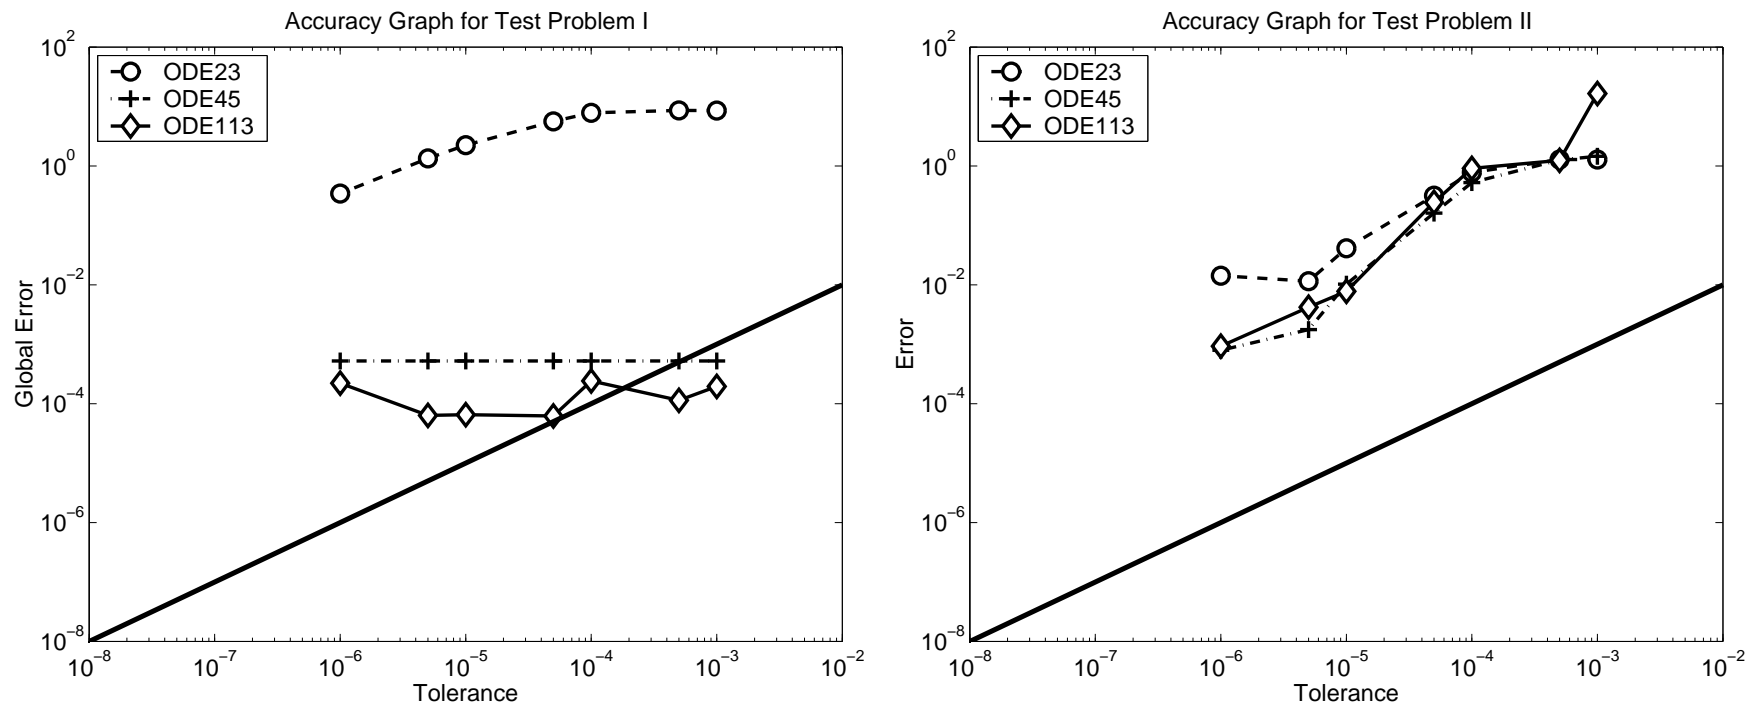 Accuracy Graph for Test Problem I
10^2
10^0
10^−2
10^−4
10^−6
10^−8
Global Error
ODE23
ODE45
ODE113
10^−8 10^−7 10^−6 10^−5 10^−4 10^−3 10^−2
Tolerance
Accuracy Graph for Test Problem II
10^2
10^0
10^−2
10^−4
10^−6
10^−8
Error
ODE23
ODE45
ODE113
10^−8 10^−7 10^−6 10^−5 10^−4 10^−3 10^−2
Tolerance